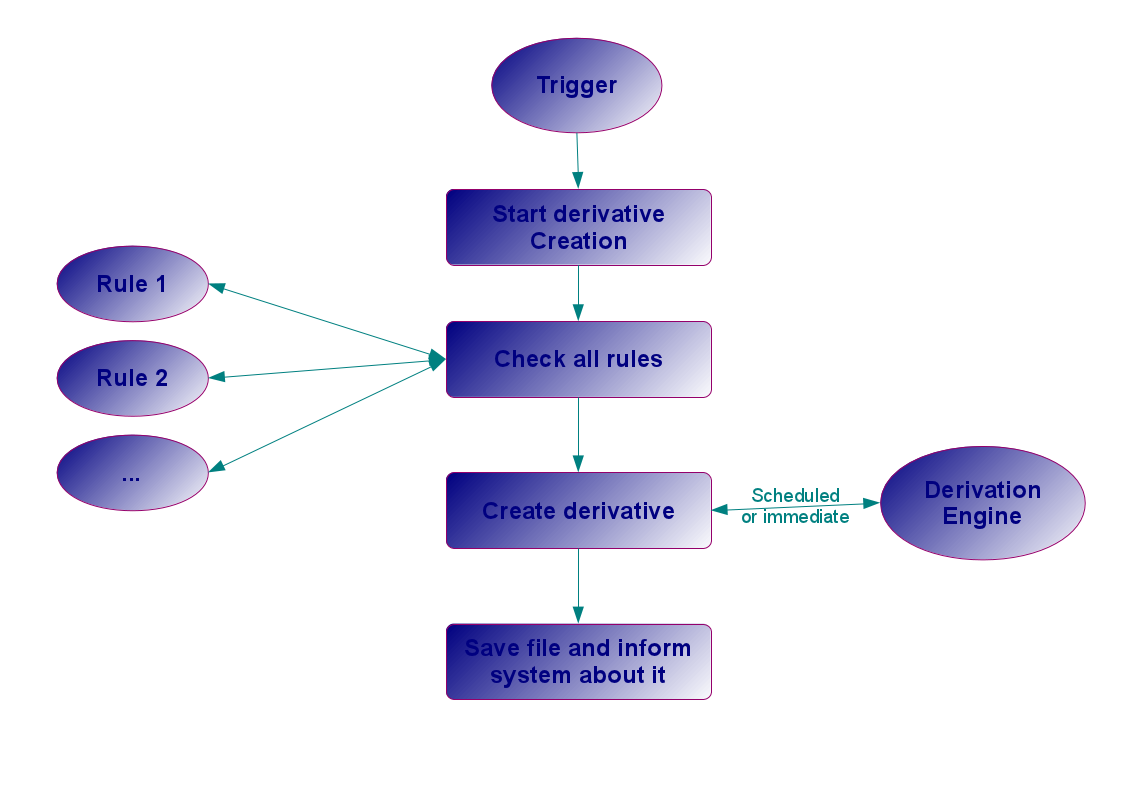 Trigger
Start derivative
Creation
Rule 1
Rule 2
...
Check all rules
Create derivative
Scheduled
or immediate
Derivation
Engine
Save file and inform
system about it